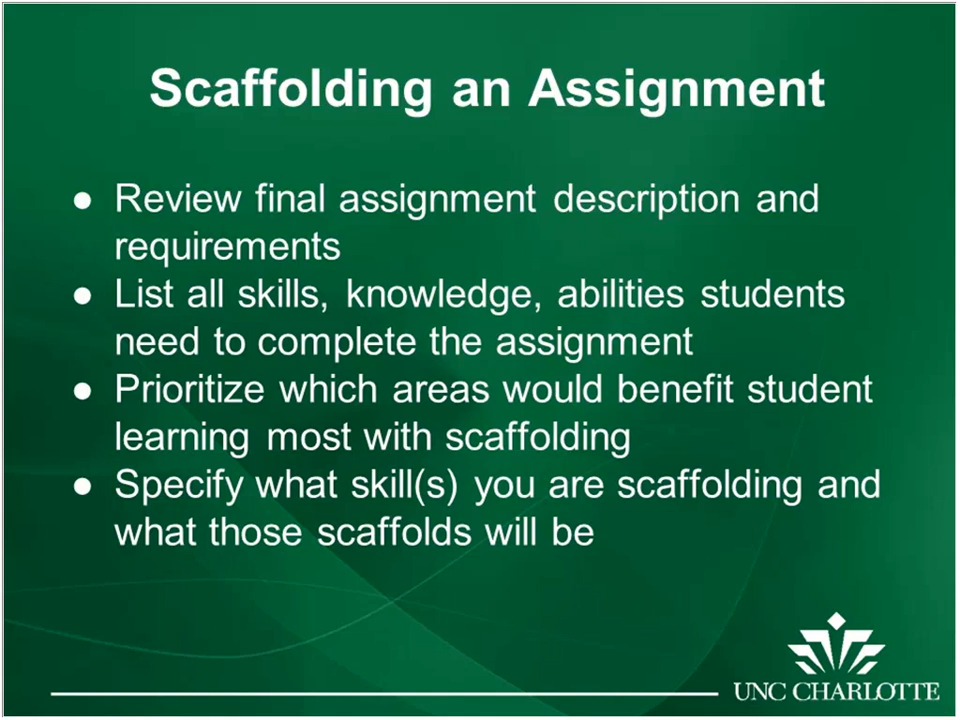 Scaffolding an Assignment
● Review final assignment description and
requirements
● List all skills, knowledge, abilities students
need to complete the assignment
● Prioritize which areas would benefit student
learning most with scaffolding
● Specify what skill(s) you are scaffolding and
what those scaffolds will be
UNC CHARLOTTE